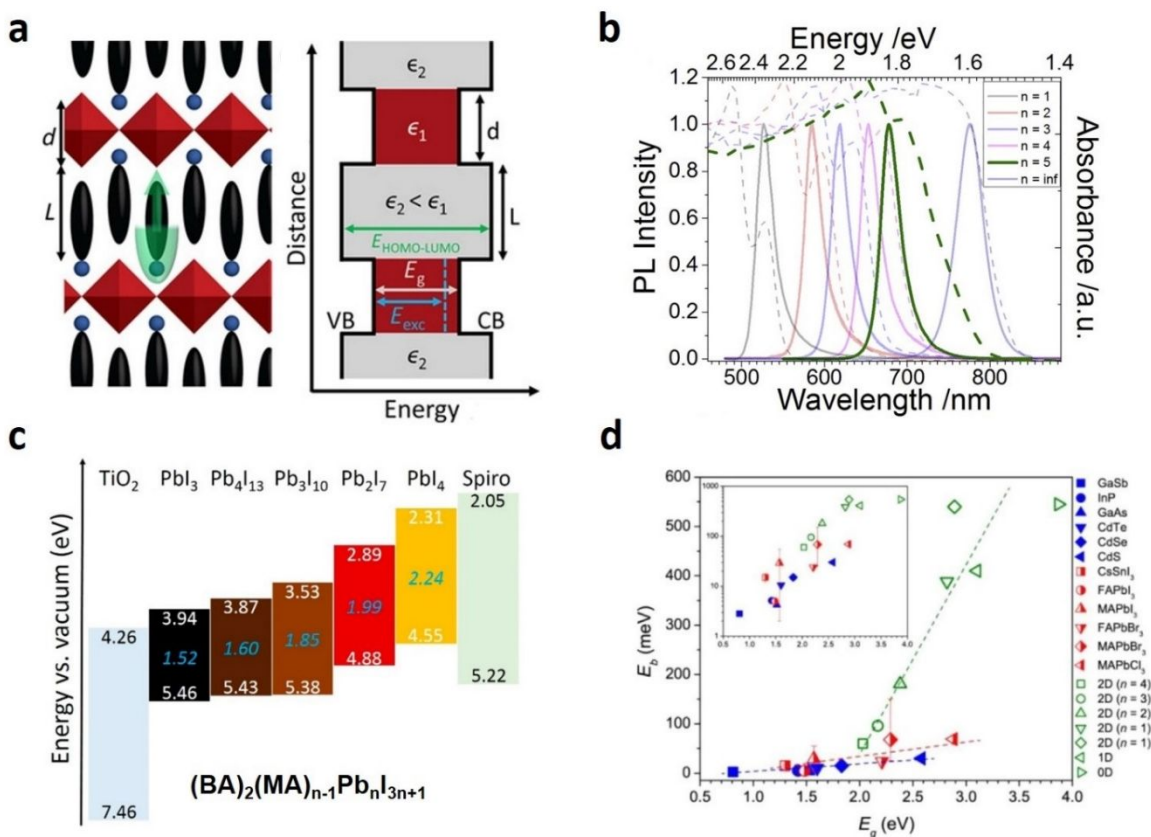 a
d
L
Distance
ϵ2
ϵ1
d
ϵ2 < ϵ1
L
EHOMO-LUMO
Eg
VB
Eexc
CB
ϵ2
Energy
b
Energy /eV
2.6 2.4 2.2 2 1.8 1.6 1.4
1.2
1.0
0.8
0.6
0.4
0.2
0.0
PL Intensity
n = 1
n = 2
n = 3
n = 4
n = 5
n = inf
Absorbance /a.u.
500 600 700 800
Wavelength /nm
c
Energy vs. vacuum (eV)
TiO2 PbI3 Pb4I13 Pb3I10 Pb2I7 PbI4 Spiro
2.05
2.31
2.89
2.24
3.53
3.94 3.87
4.26
1.99
1.52 1.60 1.85
4.55
4.88
5.46 5.43 5.38
5.22
7.46
(BA)2(MA)n-1PbnI3n+1
d
600
500
400
300
200
100
0
Eb (meV)
1000
100
10
1
0.5 1.0 1.5 2.0 2.5 3.0 3.5 4.0
0.5 1.0 1.5 2.0 2.5 3.0 3.5 4.0
Eg (eV)
GaSb
InP
GaAs
CdTe
CdSe
CdS
CsSnI3
FAPbI3
MAPbI3
FAPbBr3
MAPbBr3
MAPbCl3
2D (n = 4)
2D (n = 3)
2D (n = 2)
2D (n = 1)
2D (n = 1)
1D
0D